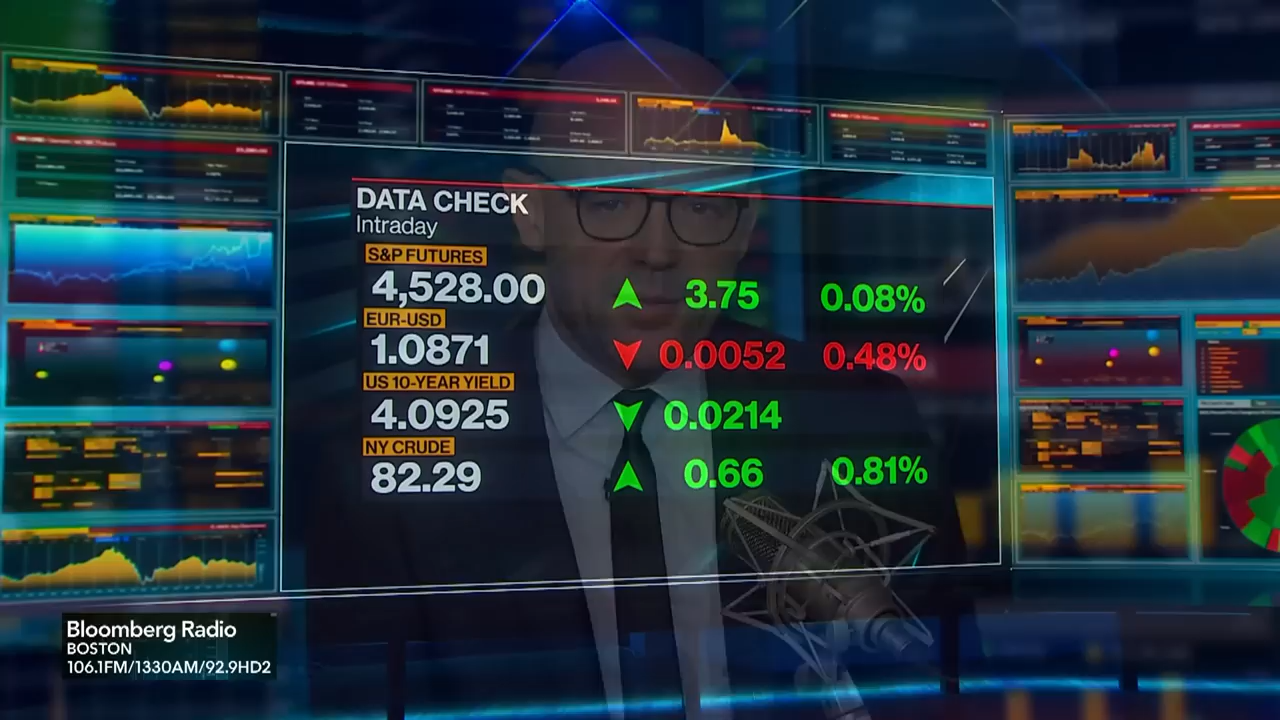 DATA CHECK
Intraday
S&P FUTURES
4,528.00 3.75 0.08%
EUR-USD
1.0871 0.0052 0.48%
US 10-YEAR YIELD
4.0925 0.0214
NY CRUDE
82.29 0.66 0.81%
Bloomberg Radio
BOSTON
106.1FM/1330AM/92.9HD2